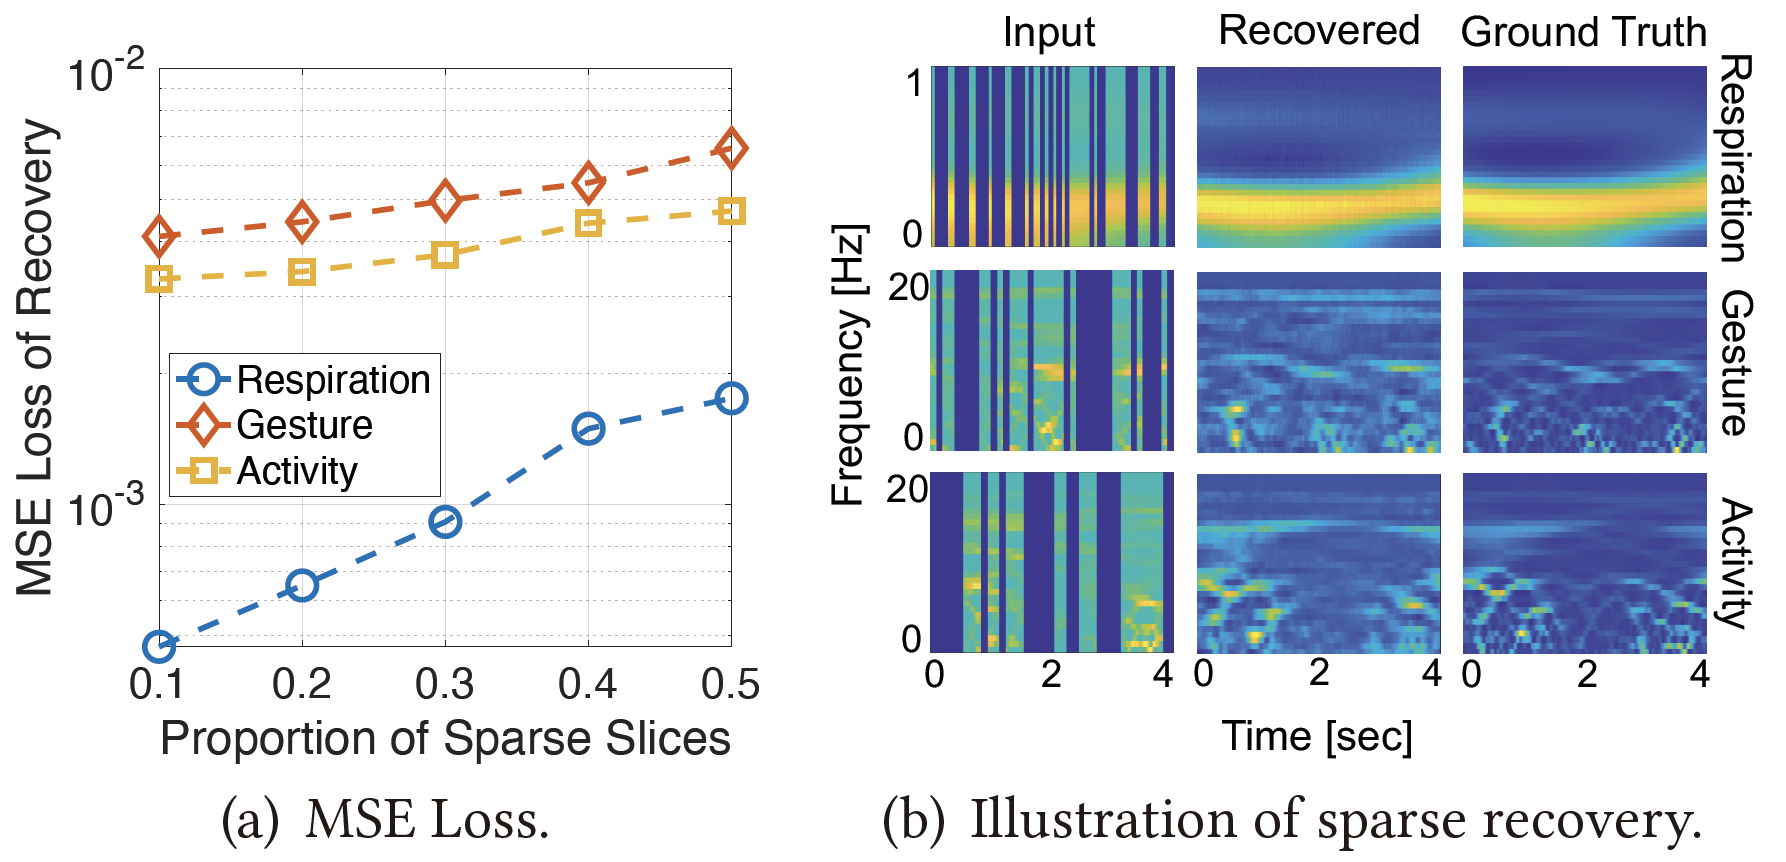 MSE Loss of Recovery
10-2
10-3
Respiration
Gesture
Activity
0.1 0.2 0.3 0.4 0.5
Proportion of Sparse Slices
(a) MSE Loss.
Input Recovered Ground Truth
Frequency [Hz]
1
0
Respiration
20
0
Gesture
20
0
Activity
0 2 4 0 2 4 0 2 4
Time [sec]
(b) Illustration of sparse recovery.